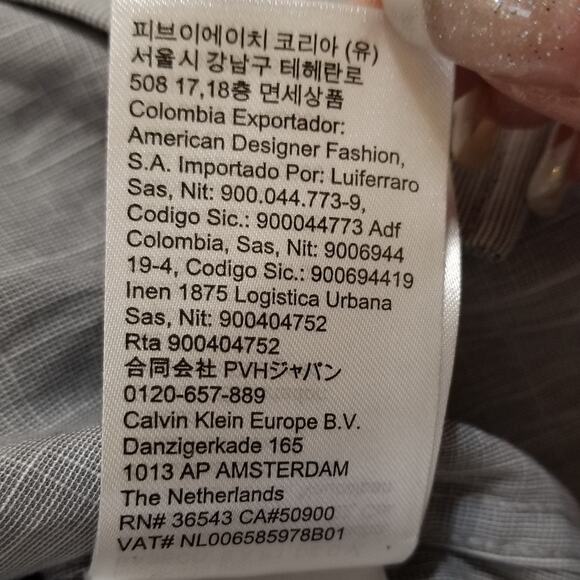 피브이에이치 코리아 (유)
서울시 강남구 테헤란로
508 17,18층 면세상품
Colombia Exportador:
American Designer Fashion,
S.A. Importado Por: Luiferraro
Sas, Nit: 900.044.773-9,
Codigo Sic.: 900044773 Adf
Colombia, Sas, Nit: 9006944
19-4, Codigo Sic.: 900694419
Inen 1875 Logistica Urbana
Sas, Nit: 900404752
Rta 900404752
合同会社 PVHジャパン
0120-657-889
Calvin Klein Europe B.V.
Danzigerkade 165
1013 AP AMSTERDAM
The Netherlands
RN# 36543 CA#50900
VAT# NL006585978B01